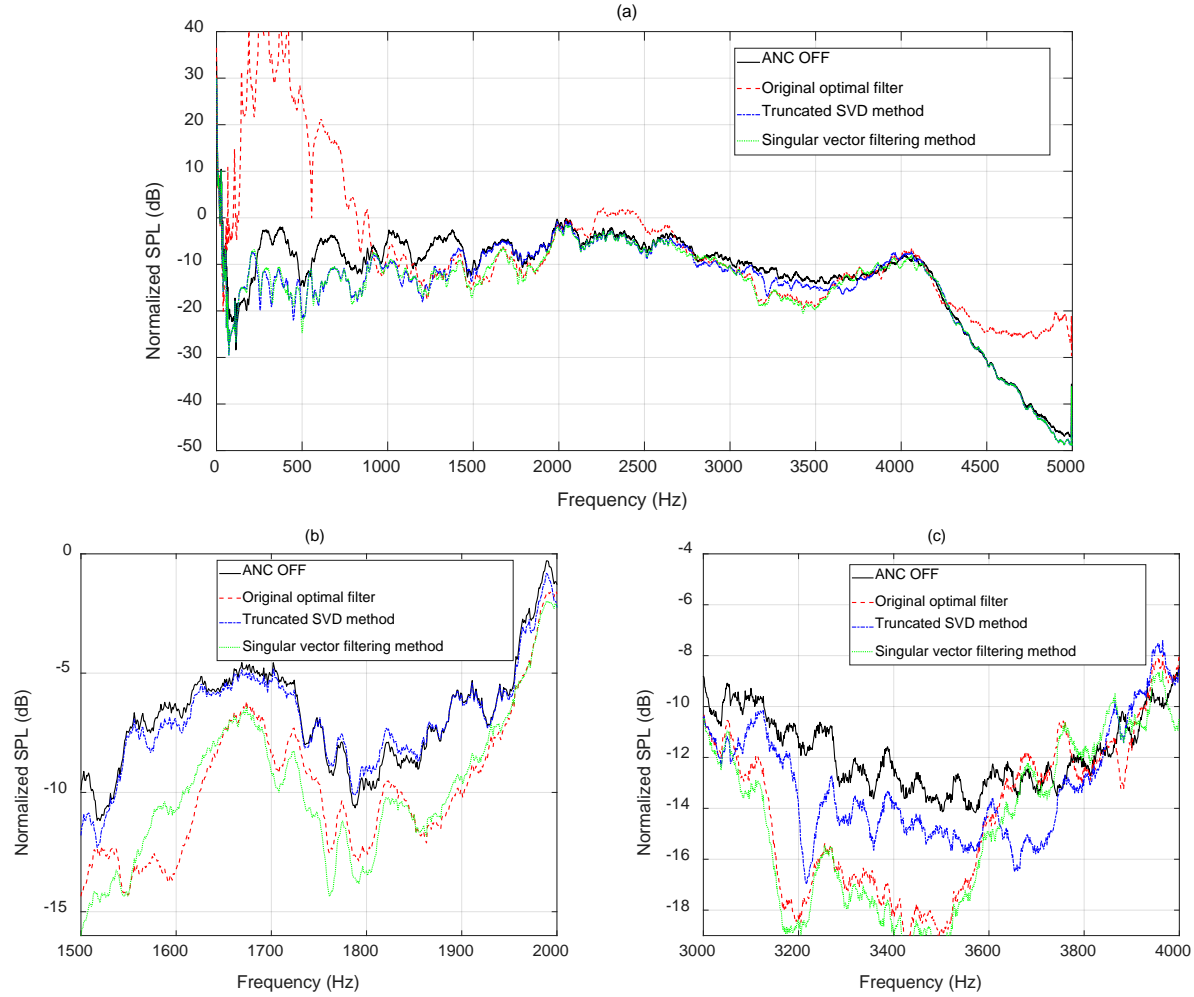 (a)
40
30
20
10
0
-10
-20
-30
-40
-50
Normalized SPL (dB)
ANC OFF
Original optimal filter
Truncated SVD method
Singular vector filtering method
0 500 1000 1500 2000 2500 3000 3500 4000 4500 5000
Frequency (Hz)
(b)
0
-5
-10
-15
Normalized SPL (dB)
ANC OFF
Original optimal filter
Truncated SVD method
Singular vector filtering method
1500 1600 1700 1800 1900 2000
Frequency (Hz)
(c)
-4
-6
-8
-10
-12
-14
-16
-18
Normalized SPL (dB)
ANC OFF
Original optimal filter
Truncated SVD method
Singular vector filtering method
3000 3200 3400 3600 3800 4000
Frequency (Hz)